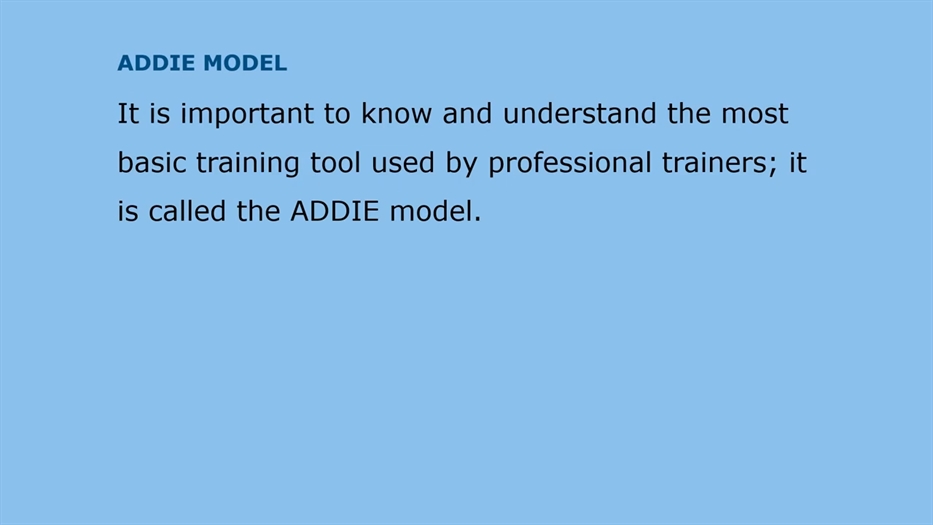 ADDIE MODEL
It is important to know and understand the most
basic training tool used by professional trainers; it
is called the ADDIE model.